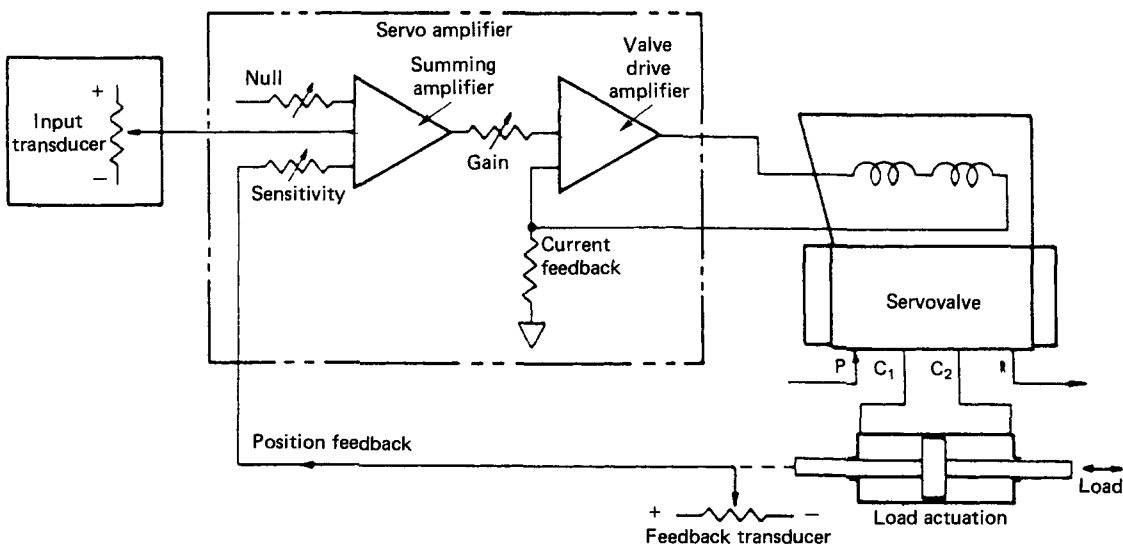 Servo amplifier
Null
Summing
amplifier
Valve
drive
amplifier
+
Input
transducer
−
Gain
Sensitivity
Current
feedback
Servovalve
P
C₁
C₂
R
Position feedback
Load
Load actuation
+
−
Feedback transducer